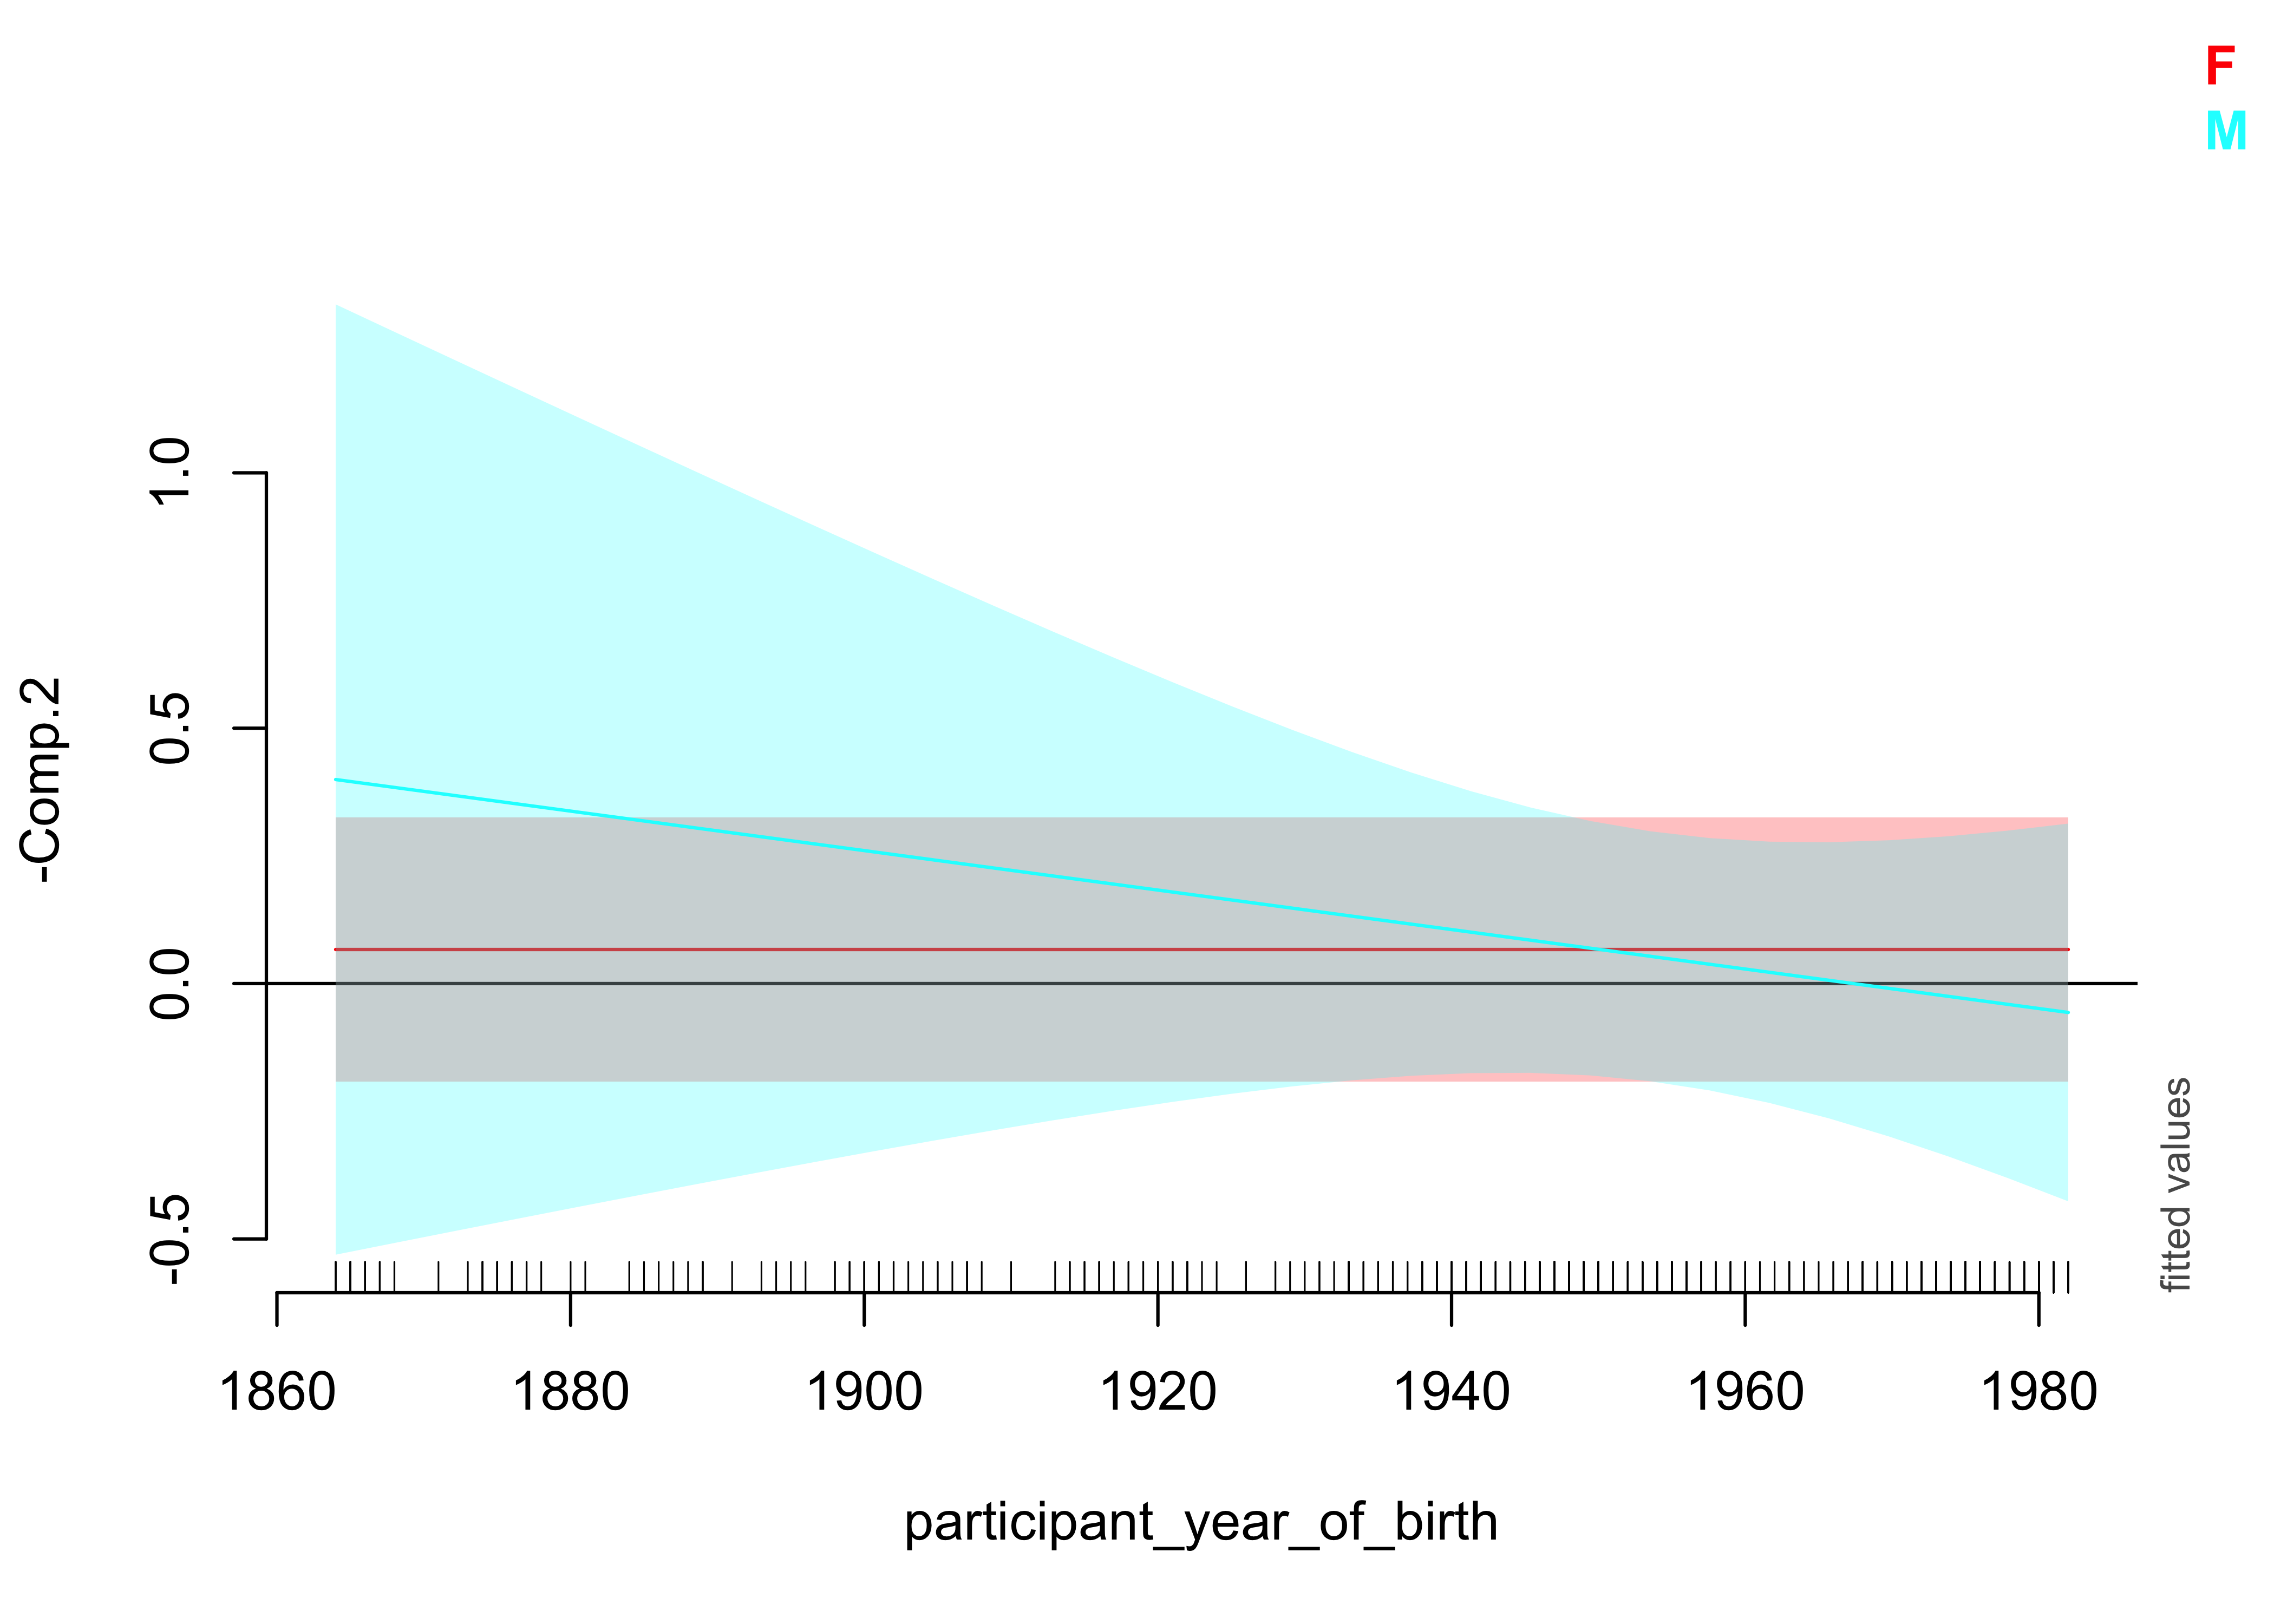 F
M
-Comp.2
1.0
0.5
0.0
-0.5
fitted values
1860 1880 1900 1920 1940 1960 1980
participant_year_of_birth